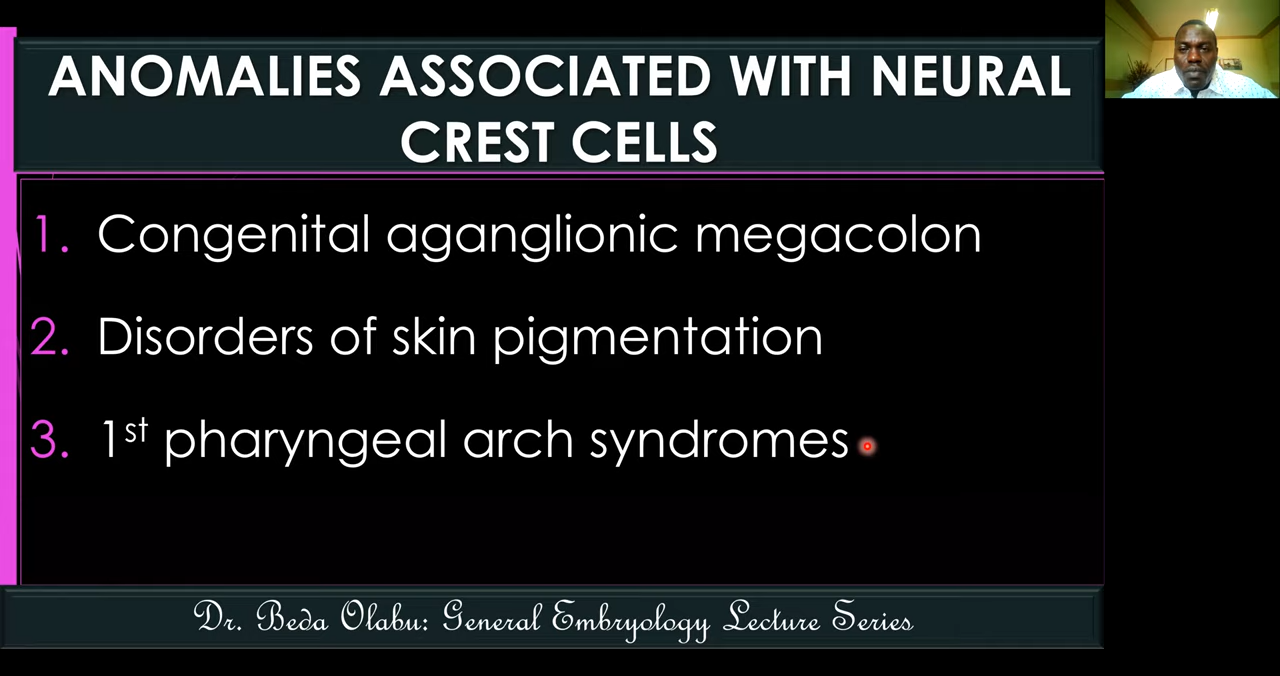 ANOMALIES ASSOCIATED WITH NEURAL
CREST CELLS
1. Congenital aganglionic megacolon
2. Disorders of skin pigmentation
3. 1st pharyngeal arch syndromes
Dr. Beda Olabu: General Embryology Lecture Series